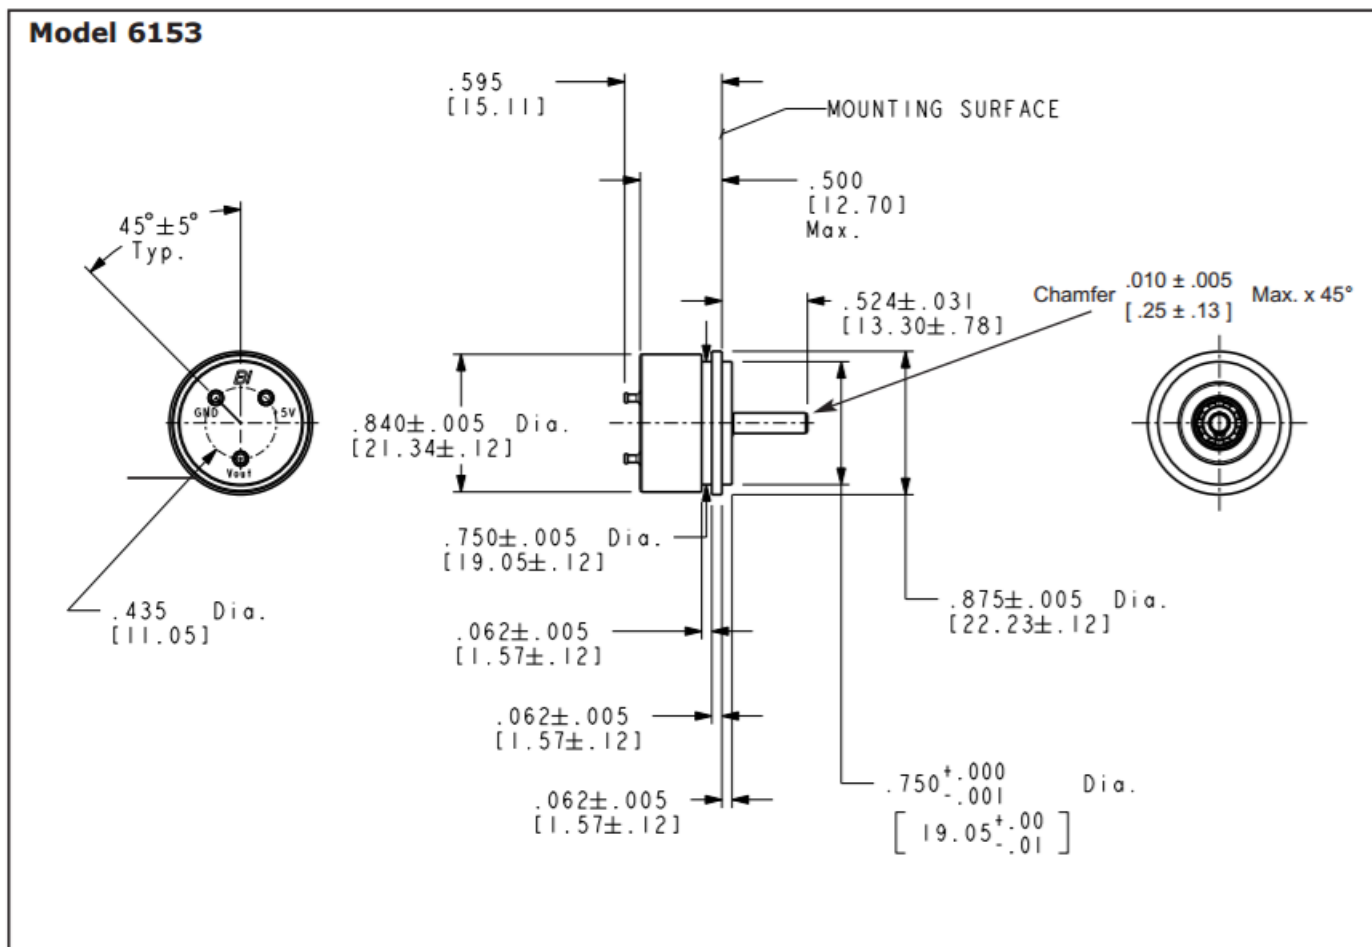 Model 6153
.595
[15.11]
MOUNTING SURFACE
.500
[12.70]
Max.
45°±5°
Typ.
.524±.031
[13.30±.78]
Chamfer .010 ± .005 Max. x 45°
[ .25 ± .13 ]
BI
GND
5V
Vout
.840±.005 Dia.
[21.34±.12]
.750±.005 Dia.
[19.05±.12]
.435 Dia.
[11.05]
.062±.005
[1.57±.12]
.875±.005 Dia.
[22.23±.12]
.062±.005
[1.57±.12]
.062±.005
[1.57±.12]
.750 +.000 Dia.
-.001
[ 19.05 +.00 ]
-.01